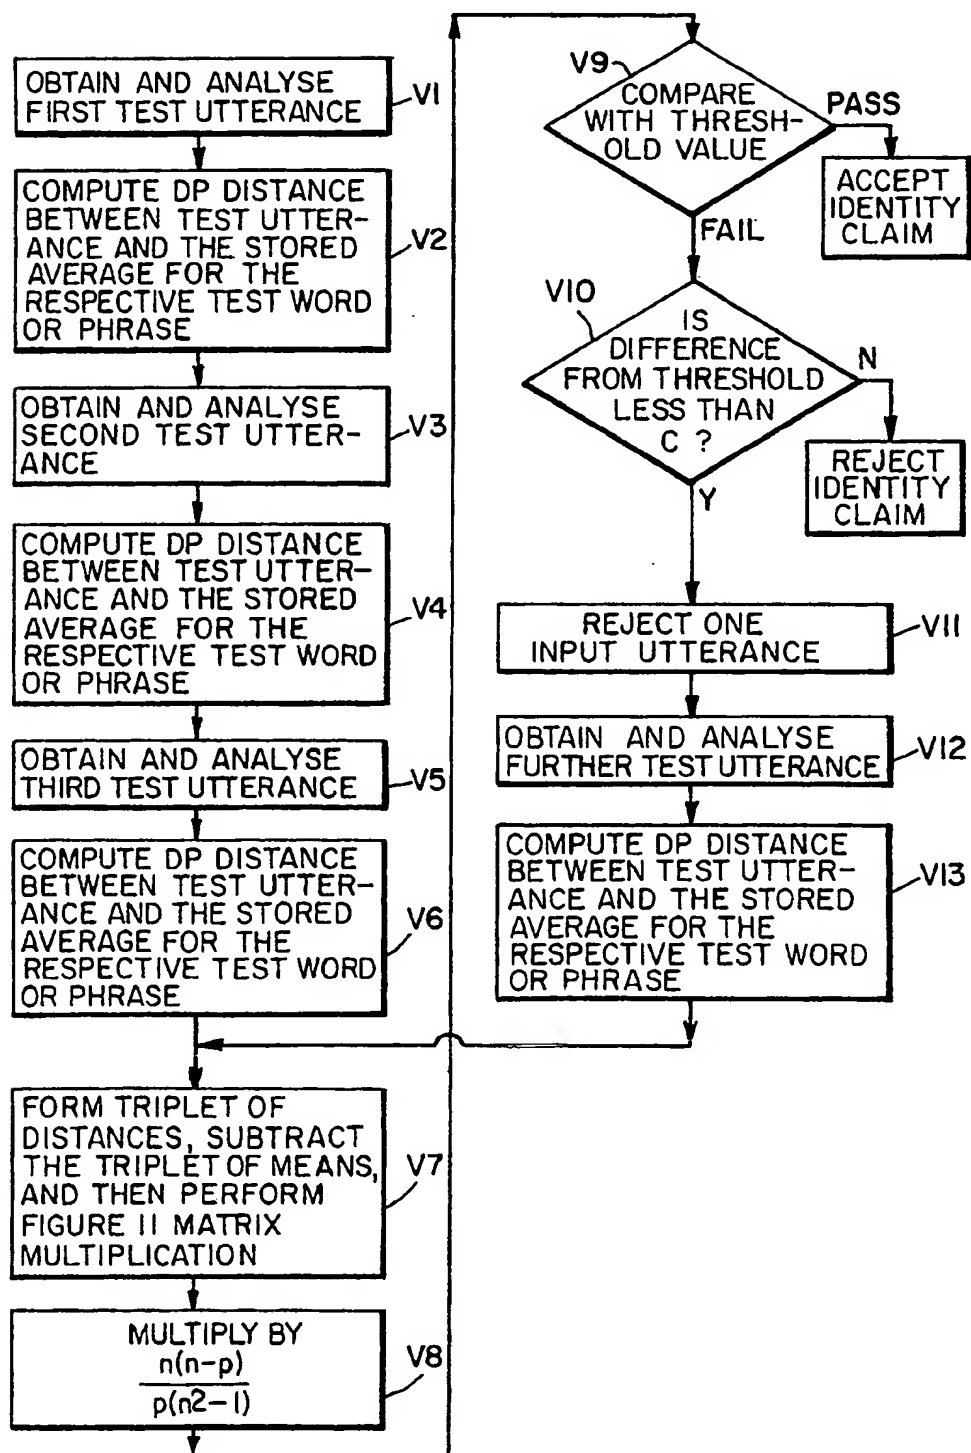 OBTAIN AND ANALYSE
FIRST TEST UTTERANCE
V1
COMPUTE DP DISTANCE
BETWEEN TEST UTTER-
ANCE AND THE STORED
AVERAGE FOR THE
RESPECTIVE TEST WORD
OR PHRASE
V2
OBTAIN AND ANALYSE
SECOND TEST UTTER-
ANCE
V3
COMPUTE DP DISTANCE
BETWEEN TEST UTTER-
ANCE AND THE STORED
AVERAGE FOR THE
RESPECTIVE TEST WORD
OR PHRASE
V4
OBTAIN AND ANALYSE
THIRD TEST UTTERANCE
V5
COMPUTE DP DISTANCE
BETWEEN TEST UTTER-
ANCE AND THE STORED
AVERAGE FOR THE
RESPECTIVE TEST WORD
OR PHRASE
V6
FORM TRIPLET OF
DISTANCES, SUBTRACT
THE TRIPLET OF MEANS,
AND THEN PERFORM
FIGURE 11 MATRIX
MULTIPLICATION
V7
MULTIPLY BY
n(n-p)
p(n2-1)
V8
V9
COMPARE
WITH THRESH-
OLD VALUE
PASS
ACCEPT
IDENTITY
CLAIM
FAIL
V10
IS
DIFFERENCE
FROM THRESHOLD
LESS THAN
C ?
N
REJECT
IDENTITY
CLAIM
Y
REJECT ONE
INPUT UTTERANCE
V11
OBTAIN AND ANALYSE
FURTHER TEST UTTERANCE
V12
COMPUTE DP DISTANCE
BETWEEN TEST UTTER-
ANCE AND THE STORED
AVERAGE FOR THE
RESPECTIVE TEST WORD
OR PHRASE
V13